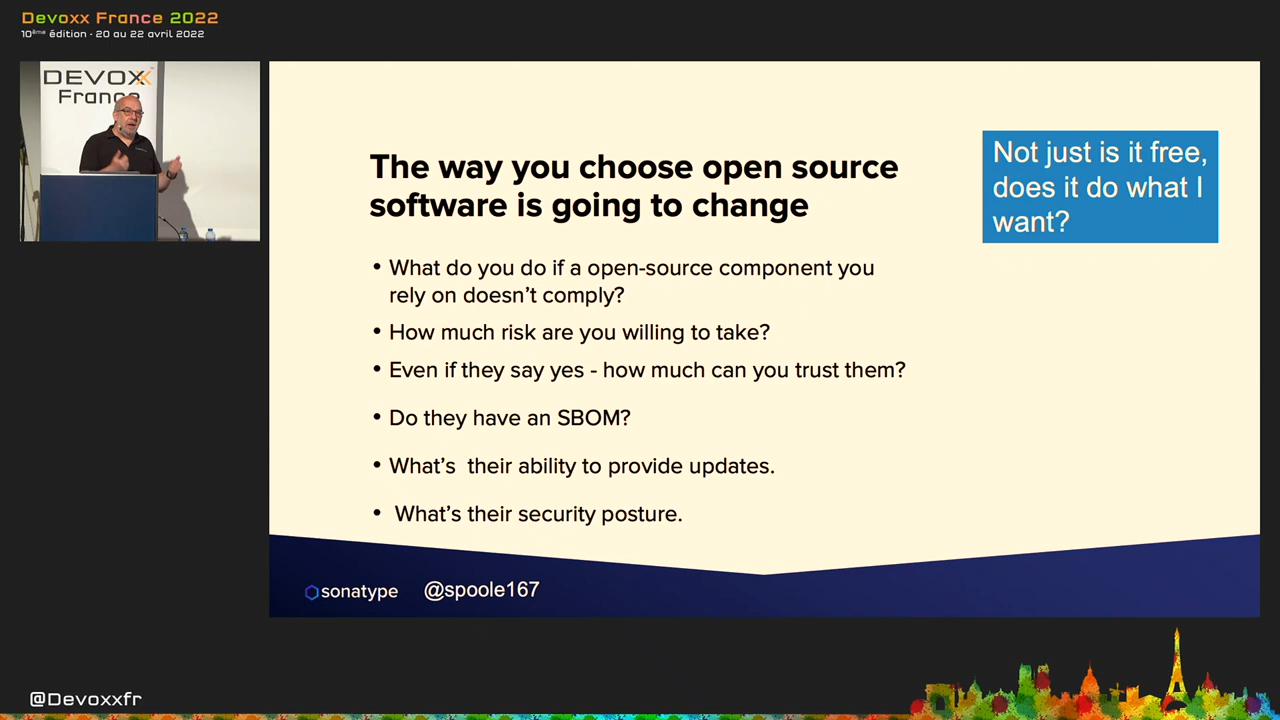 Devoxx France 2022
10ème édition - 20 au 22 avril 2022
DEVOXX
France
The way you choose open source
software is going to change
Not just is it free,
does it do what I
want?
• What do you do if a open-source component you
rely on doesn't comply?
• How much risk are you willing to take?
• Even if they say yes - how much can you trust them?
• Do they have an SBOM?
• What's  their ability to provide updates.
• What's their security posture.
sonatype @spoole167
@Devoxxfr